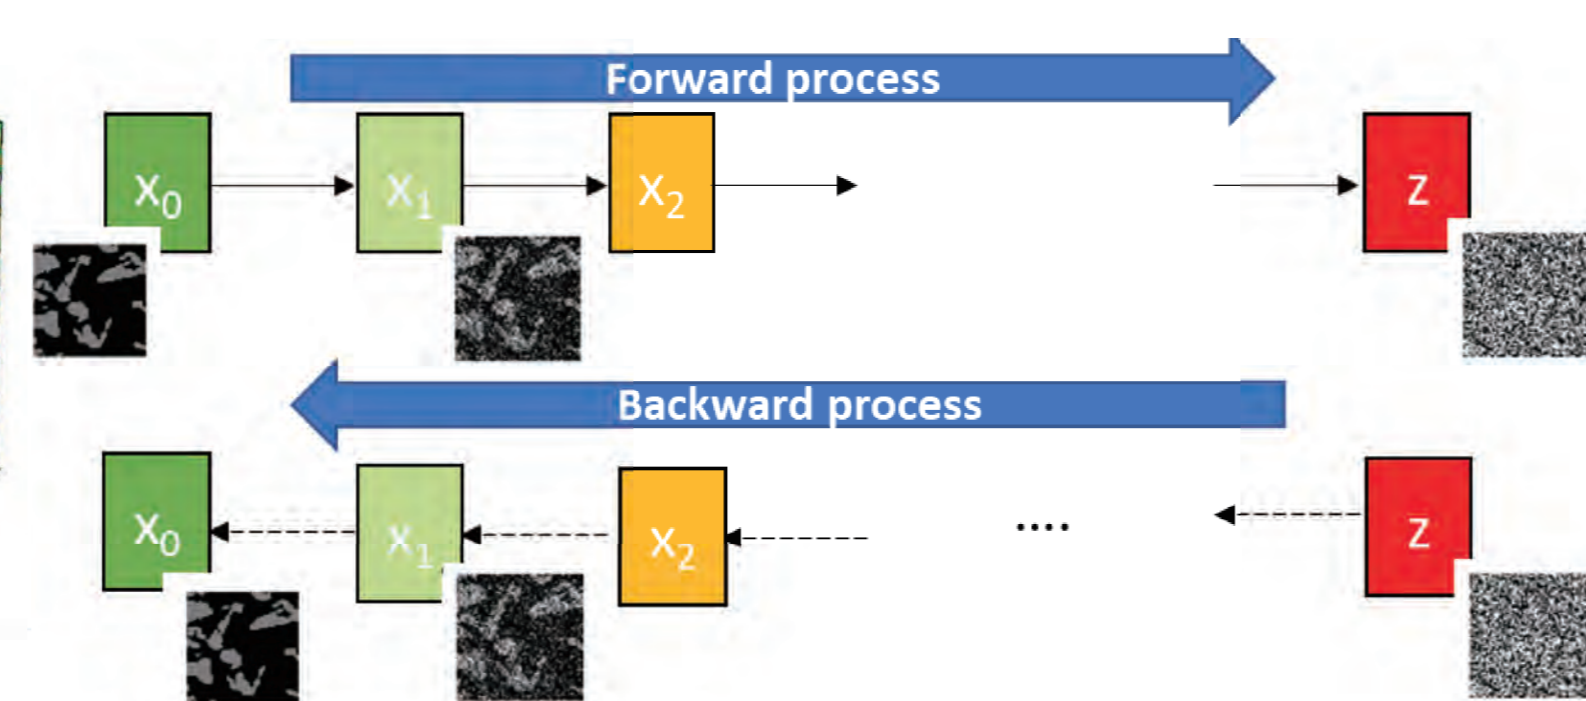 Forward process
X₀ X₁ X₂ Z
Backward process
X₀ X₁ X₂ .... Z